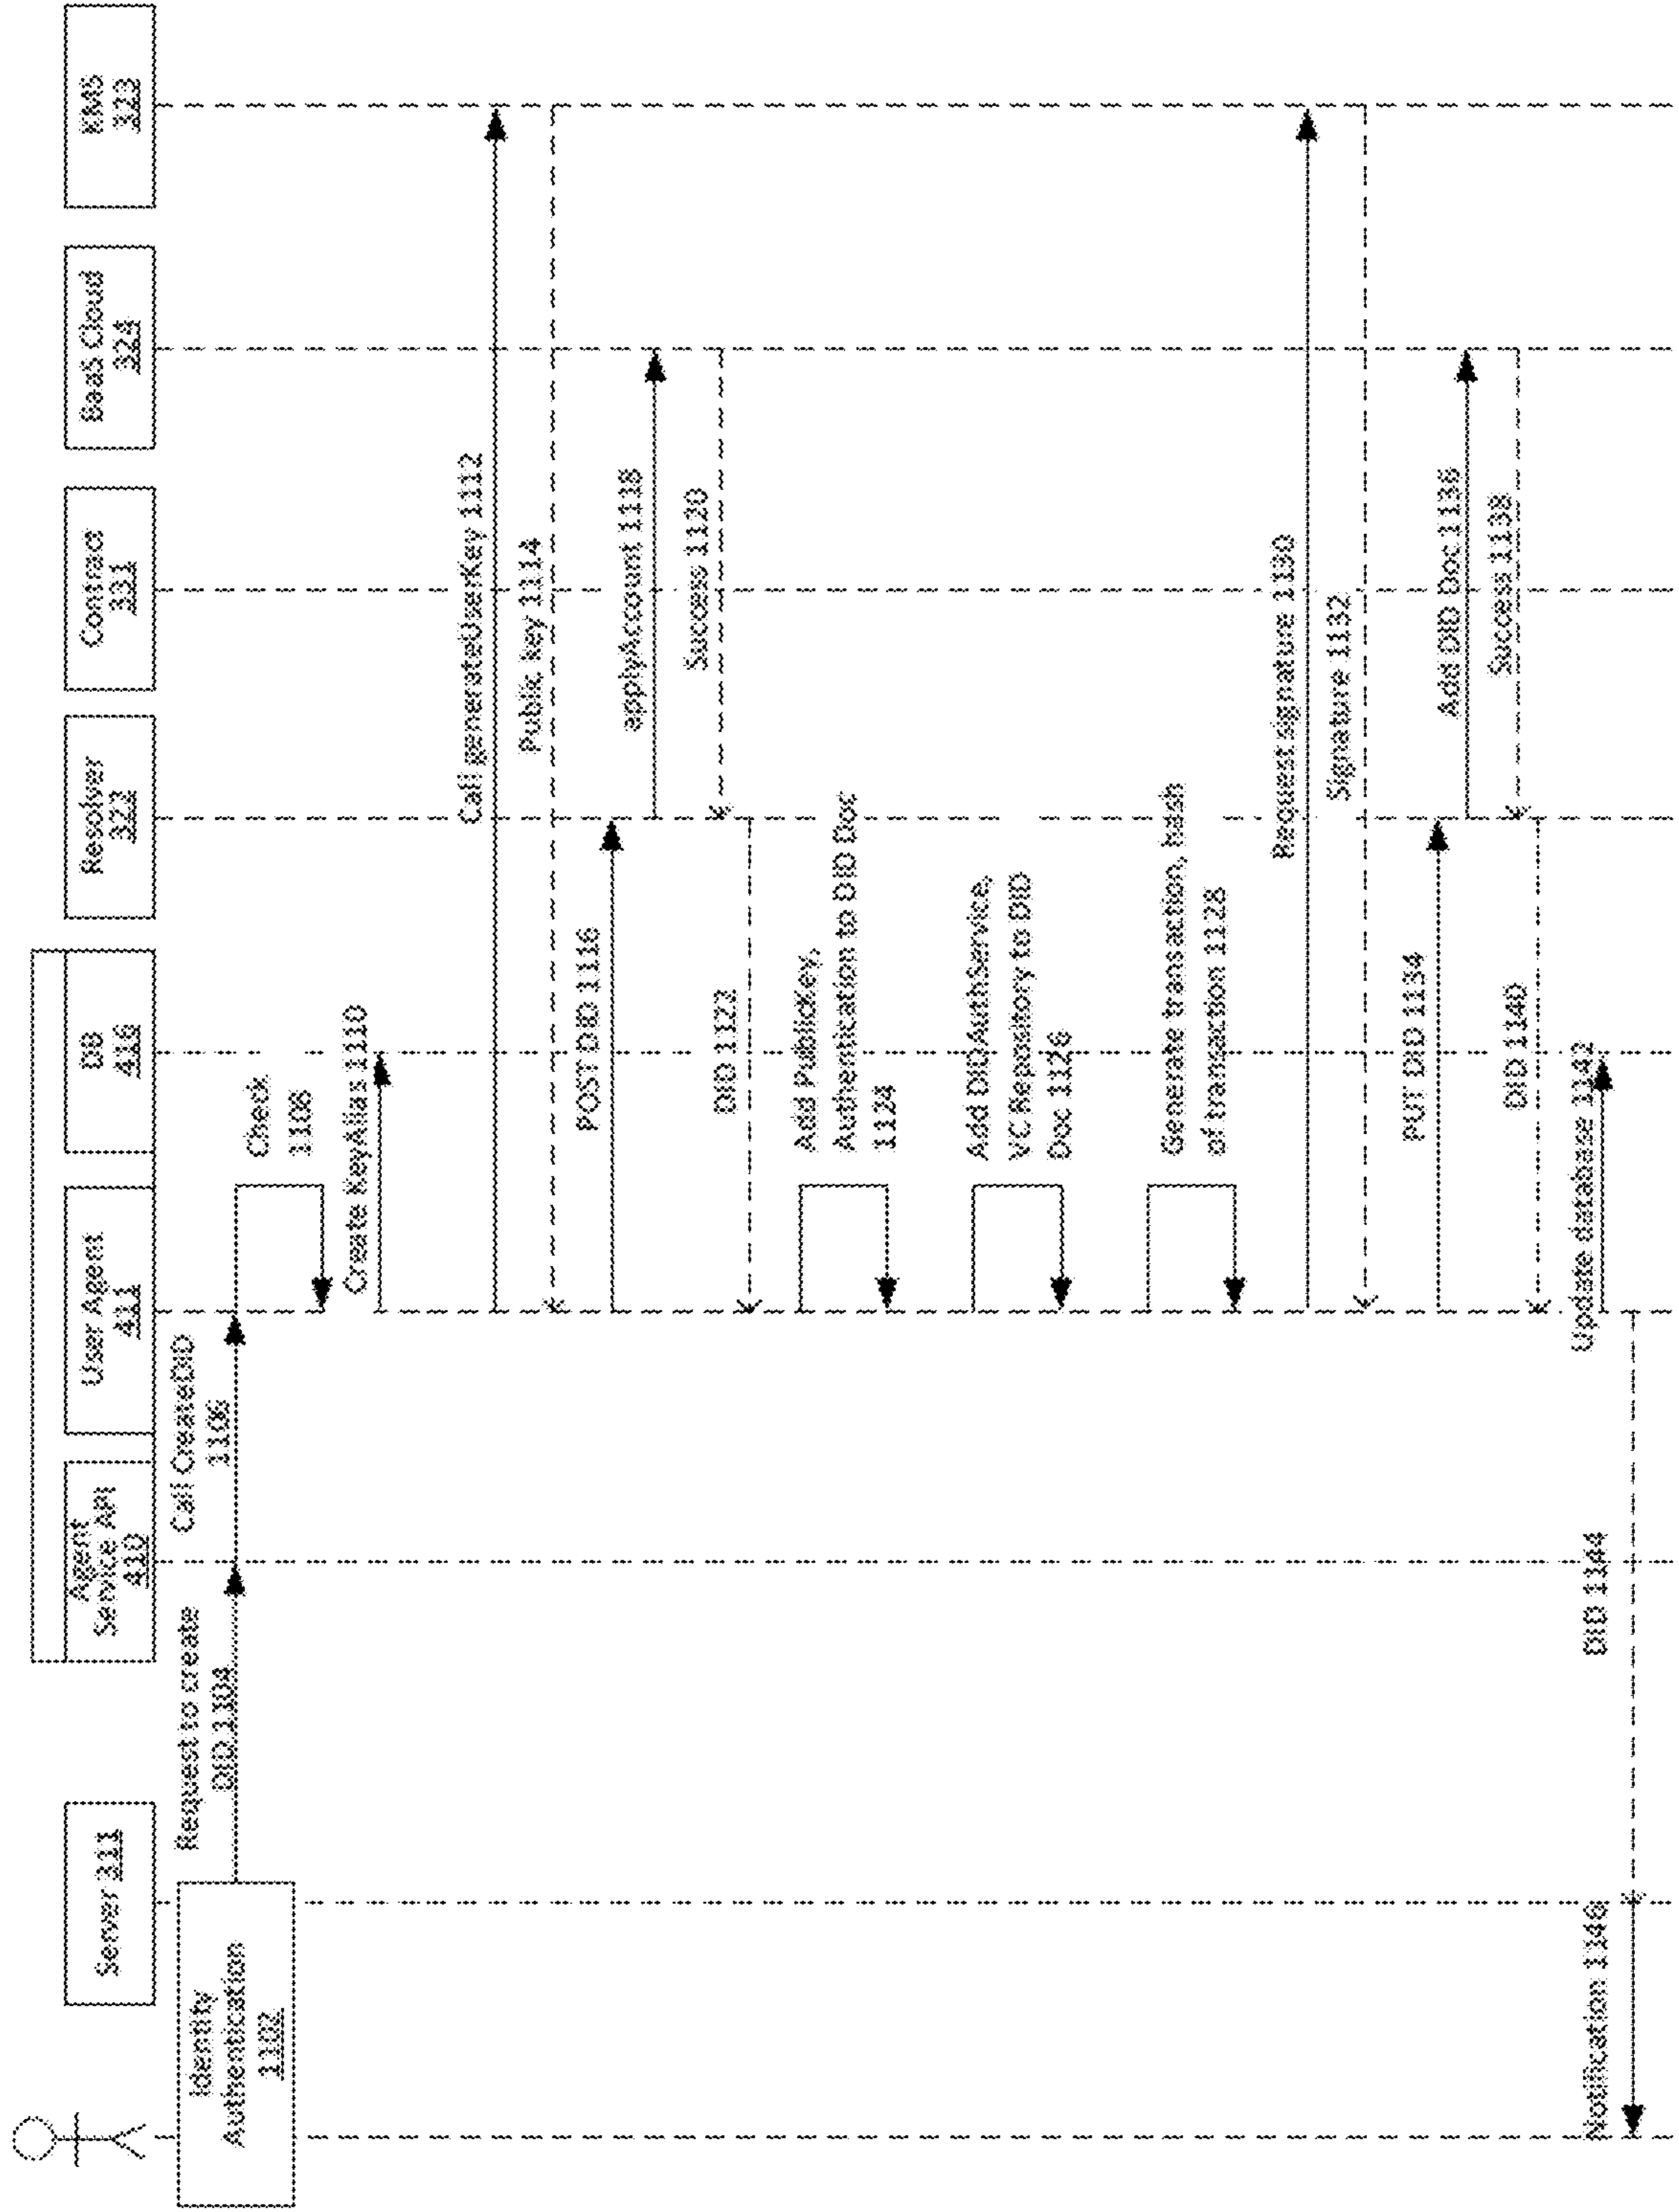 Server 311
Agent
Service API
410
User Agent
411
DB
416
Resolver
322
Contract
331
BaaS Cloud
324
KMS
323
Identity
Authentication
1102
Request to create
DID 1104
Call CreateDID
1106
Check
1108
Create KeyAlias 1110
Call generateUserKey 1112
Public key 1114
POST DID 1116
applyAccount 1118
Success 1120
DID 1122
Add PublicKey,
Authentication to DID Doc
1124
Add DIDAuthService,
VC Repository to DID
Doc 1126
Generate transaction, hash
of transaction 1128
Request signature 1130
Signature 1132
PUT DID 1134
Add DID Doc 1136
Success 1138
DID 1140
Update database 1142
DID 1144
Notification 1146